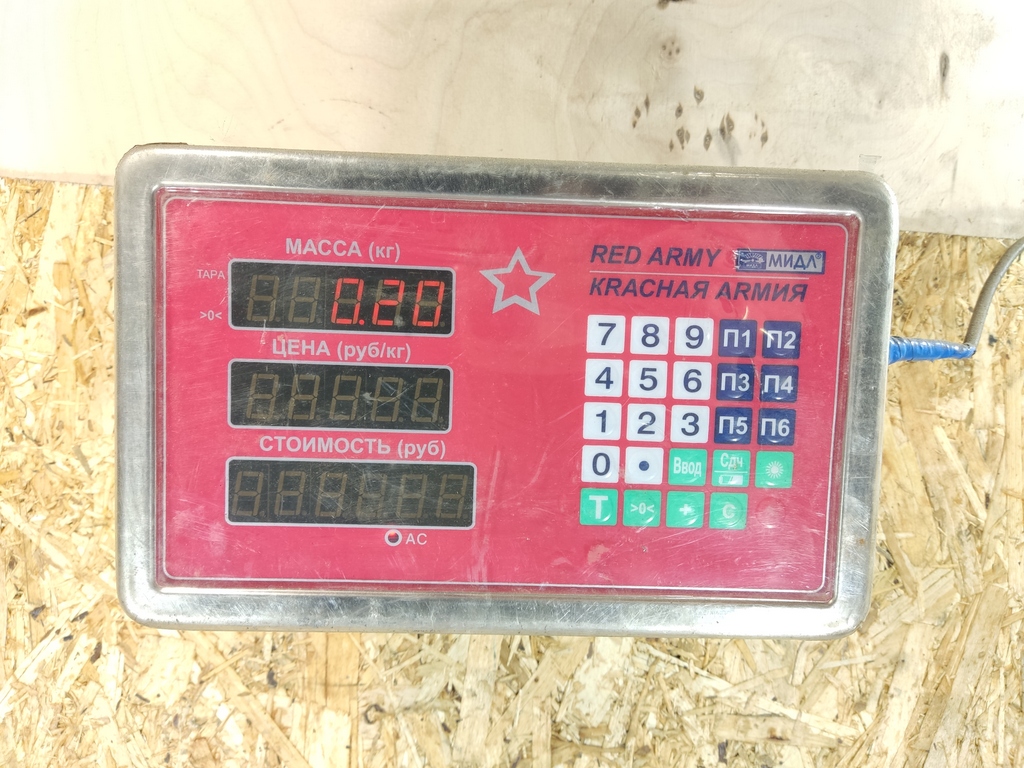 МАССА (кг)
ТАРА
0.20
>0<
ЦЕНА (руб/кг)
СТОИМОСТЬ (руб)
AC
RED ARMY МИДЛ
КRАСНАЯ АRМИЯ
7 8 9 П1 П2
4 5 6 П3 П4
1 2 3 П5 П6
0 . Ввод Сдч
T >0< + c